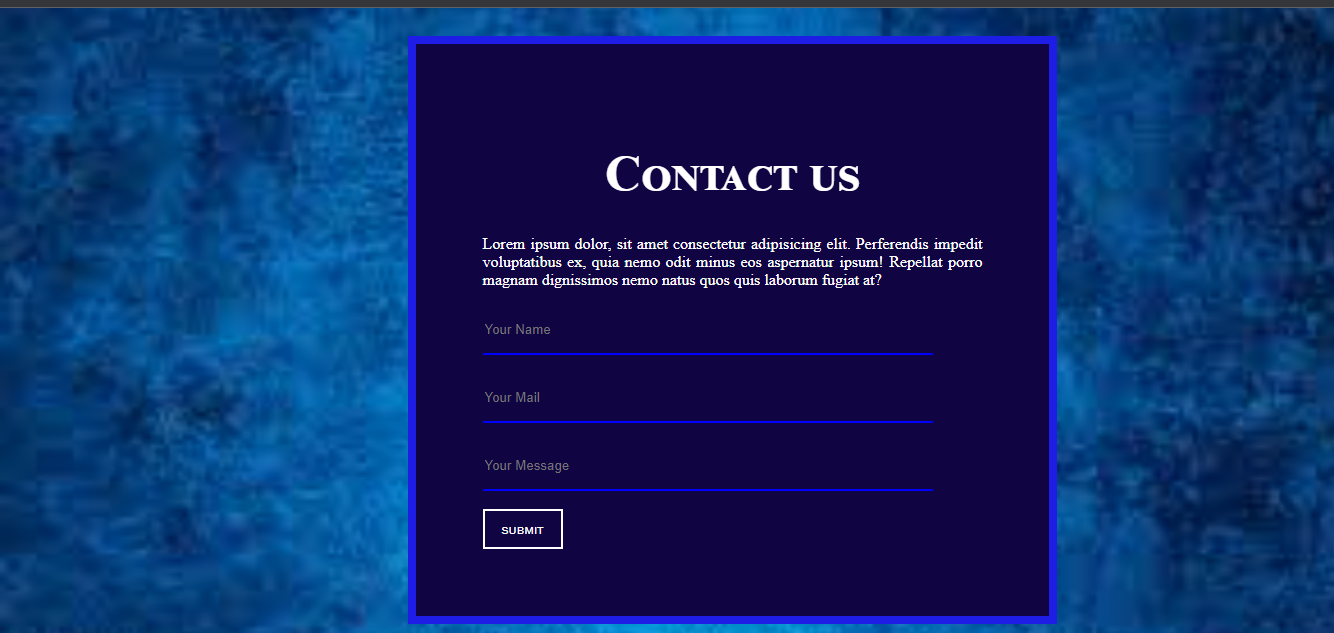 Contact us
Lorem ipsum dolor, sit amet consectetur adipisicing elit. Perferendis impedit
voluptatibus ex, quia nemo odit minus eos aspernatur ipsum! Repellat porro
magnam dignissimos nemo natus quos quis laborum fugiat at?
Your Name
Your Mail
Your Message
SUBMIT